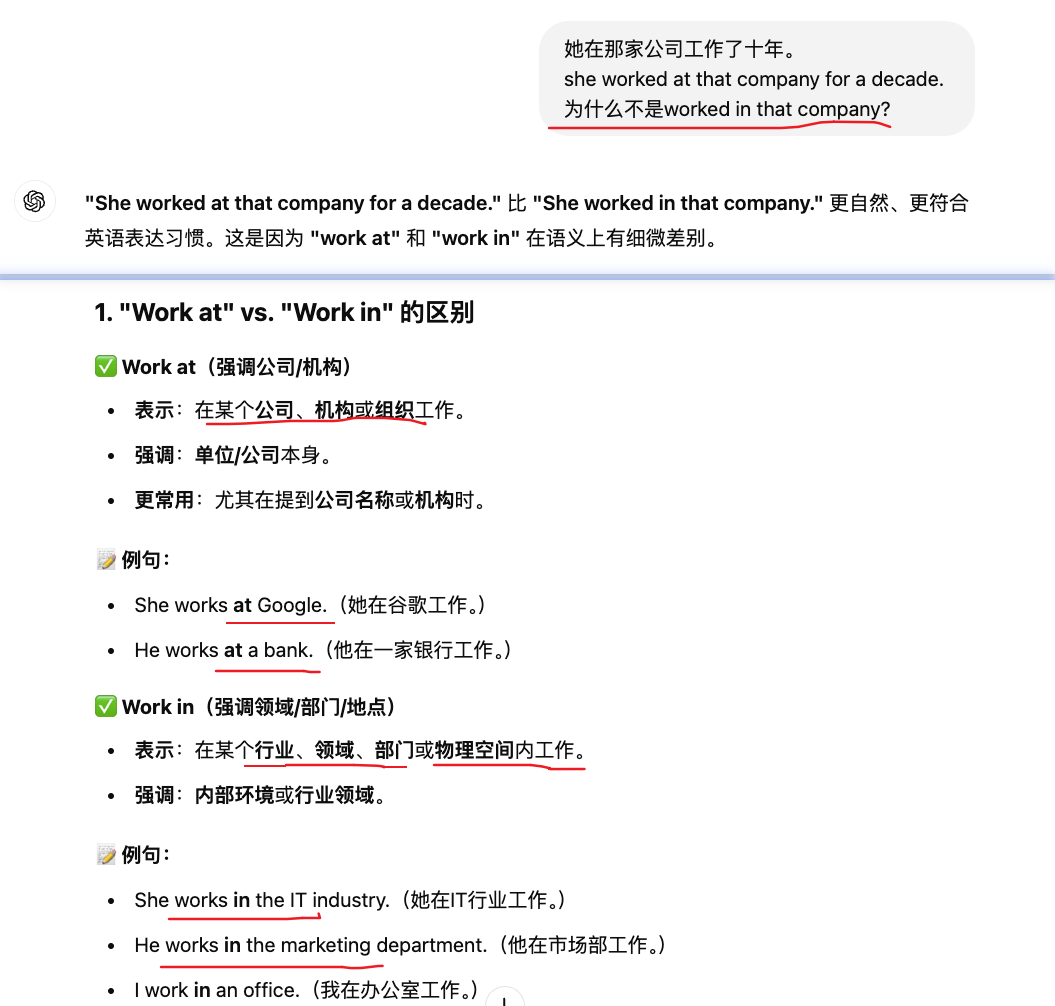 她在那家公司工作了十年。
she worked at that company for a decade.
为什么不是worked in that company?
"She worked at that company for a decade." 比 "She worked in that company." 更自然、更符合
英语表达习惯。这是因为 "work at" 和 "work in" 在语义上有细微差别。
1. "Work at" vs. "Work in" 的区别
✅ Work at（强调公司/机构）
• 表示：在某个公司、机构或组织工作。
• 强调：单位/公司本身。
• 更常用：尤其在提到公司名称或机构时。
📝 例句：
• She works at Google.（她在谷歌工作。）
• He works at a bank.（他在一家银行工作。）
✅ Work in（强调领域/部门/地点）
• 表示：在某个行业、领域、部门或物理空间内工作。
• 强调：内部环境或行业领域。
📝 例句：
• She works in the IT industry.（她在IT行业工作。）
• He works in the marketing department.（他在市场部工作。）
• I work in an office.（我在办公室工作。）